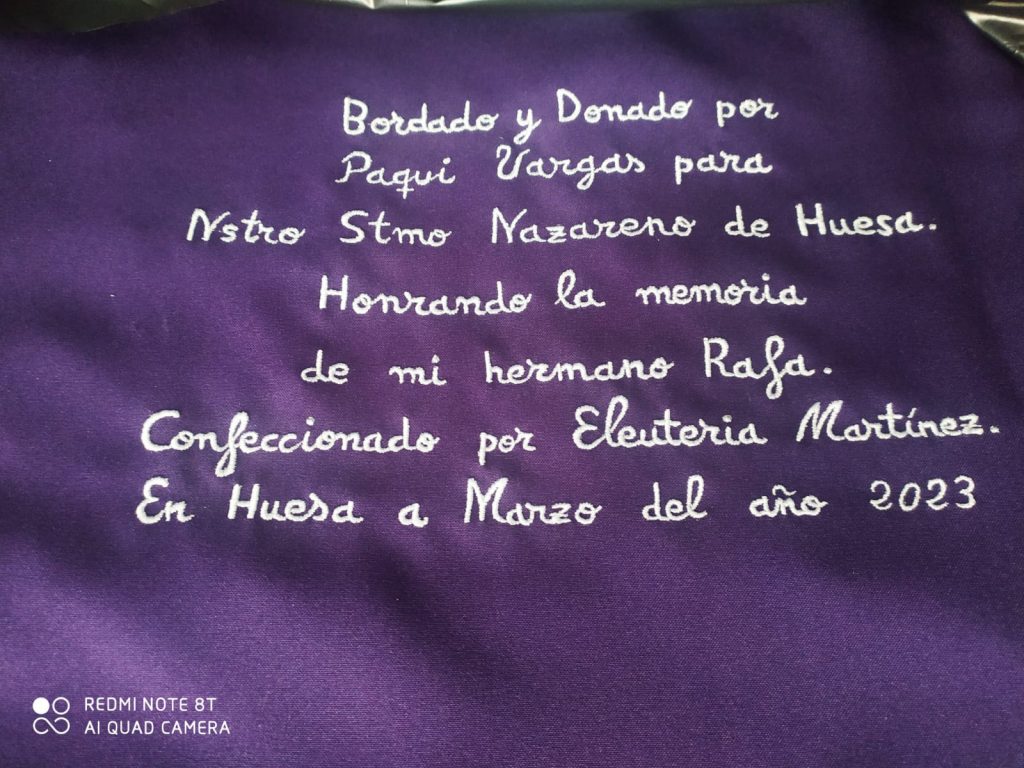 Bordado y Donado por
Paqui Vargas para
Nstro Stmo Nazareno de Huesa.
Honrando la memoria
de mi hermano Rafa.
Confeccionado por Eleuteria Martínez.
En Huesa a Marzo del año 2023
REDMI NOTE 8T
AI QUAD CAMERA